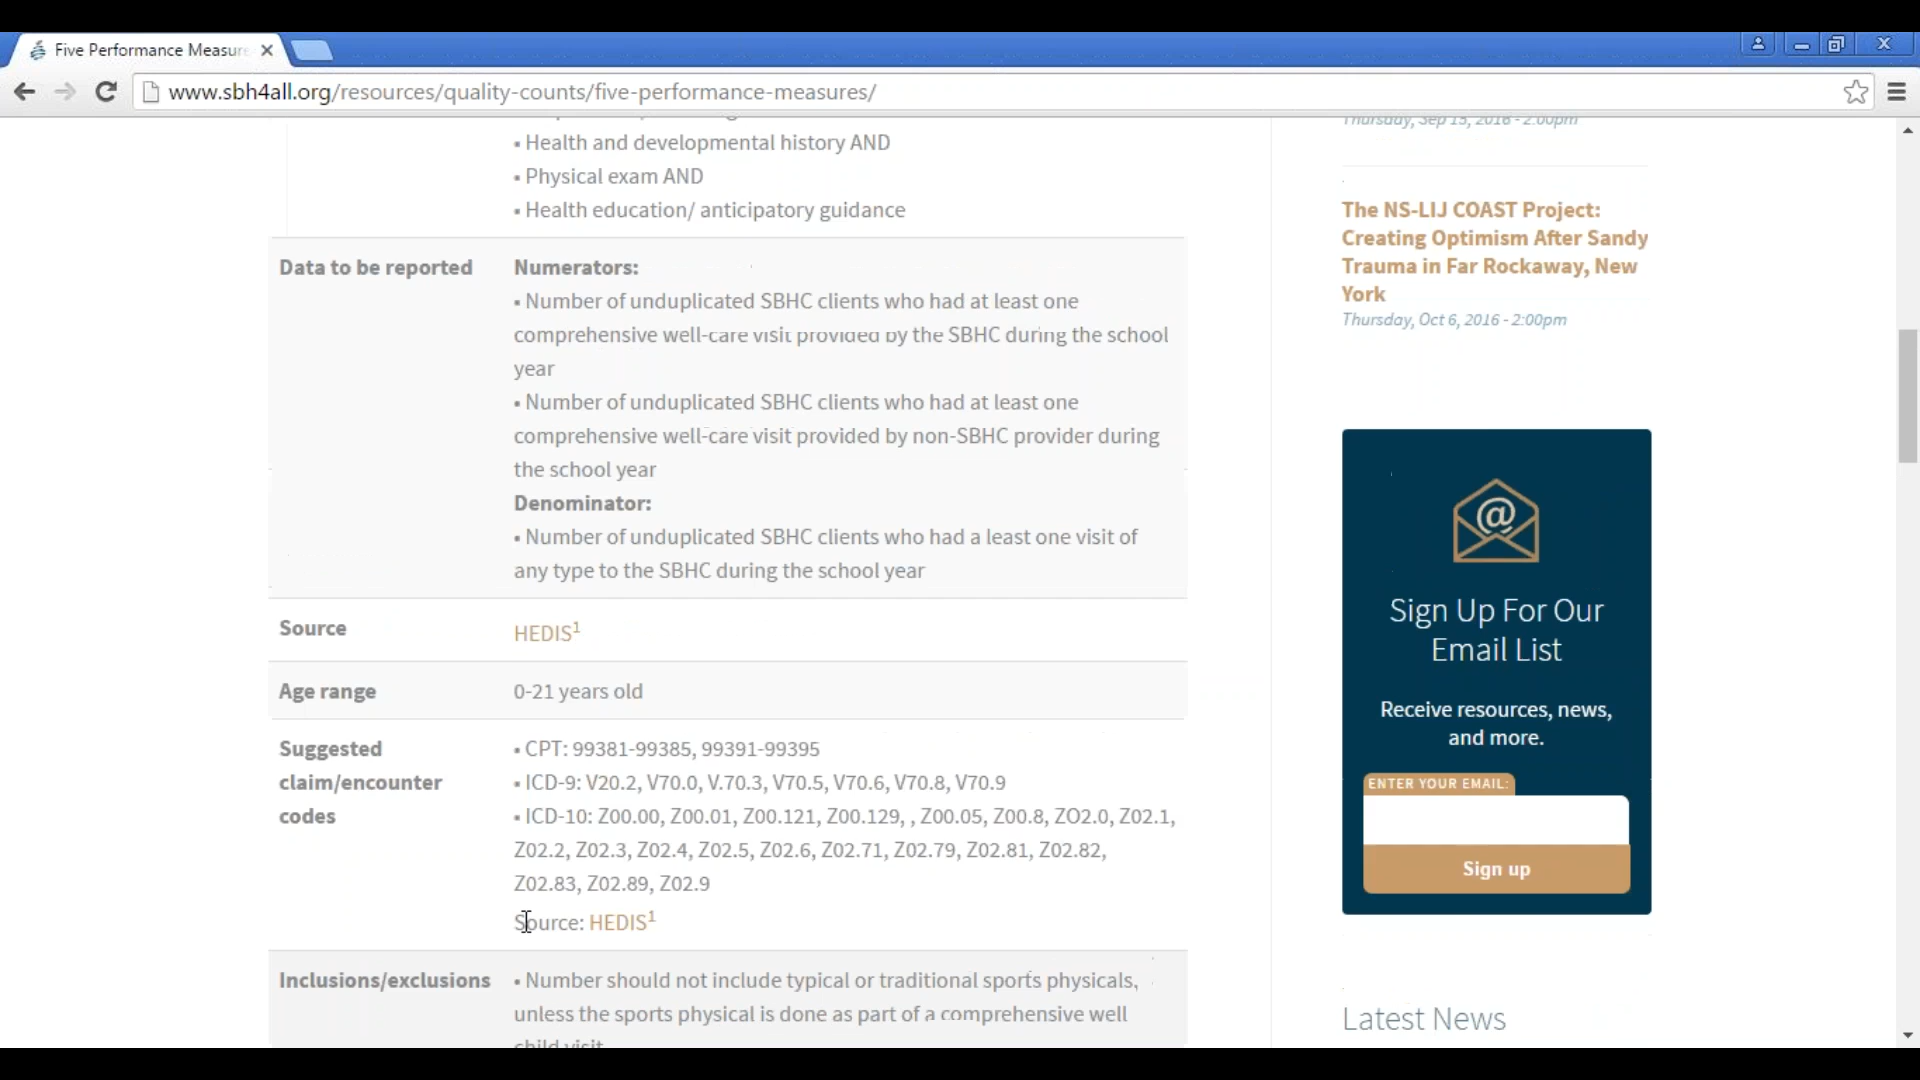 Five Performance Measur
www.sbh4all.org/resources/quality-counts/five-performance-measures/
▪ Health and developmental history AND
▪ Physical exam AND
▪ Health education/ anticipatory guidance
Data to be reported
Numerators:
▪ Number of unduplicated SBHC clients who had at least one
comprehensive well-care visit provided by the SBHC during the school
year
▪ Number of unduplicated SBHC clients who had at least one
comprehensive well-care visit provided by non-SBHC provider during
the school year
Denominator:
▪ Number of unduplicated SBHC clients who had a least one visit of
any type to the SBHC during the school year
Source
HEDIS1
Age range
0-21 years old
Suggested
claim/encounter
codes
▪ CPT: 99381-99385, 99391-99395
▪ ICD-9: V20.2, V70.0, V.70.3, V70.5, V70.6, V70.8, V70.9
▪ ICD-10: Z00.00, Z00.01, Z00.121, Z00.129, , Z00.05, Z00.8, ZO2.0, Z02.1,
Z02.2, Z02.3, Z02.4, Z02.5, Z02.6, Z02.71, Z02.79, Z02.81, Z02.82,
Z02.83, Z02.89, Z02.9
Source: HEDIS1
Inclusions/exclusions
▪ Number should not include typical or traditional sports physicals,
unless the sports physical is done as part of a comprehensive well
child visit
Thursday, Sep 15, 2016 - 2:00pm
The NS-LIJ COAST Project:
Creating Optimism After Sandy
Trauma in Far Rockaway, New
York
Thursday, Oct 6, 2016 - 2:00pm
@
Sign Up For Our
Email List
Receive resources, news,
and more.
ENTER YOUR EMAIL:
Sign up
Latest News